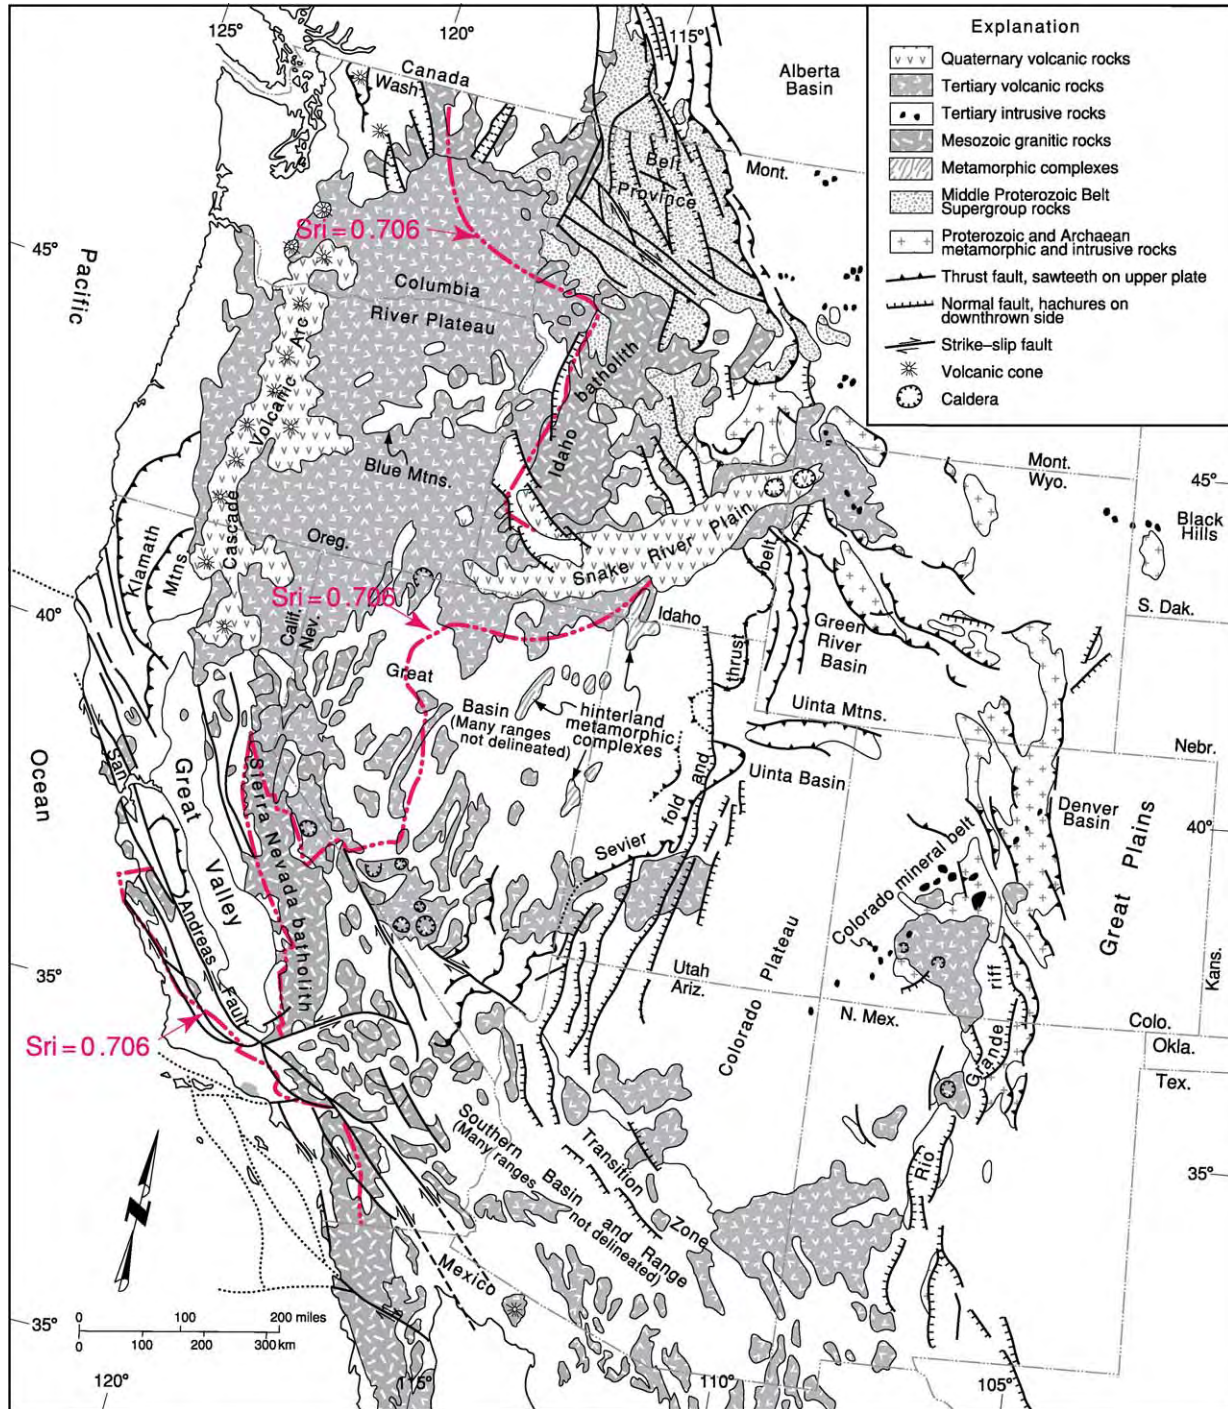 125°
120°
115°
Canada
Wash
Alberta
Basin
Explanation
Quaternary volcanic rocks
Tertiary volcanic rocks
Tertiary intrusive rocks
Mesozoic granitic rocks
Metamorphic complexes
Middle Proterozoic Belt
Supergroup rocks
Proterozoic and Archaean
metamorphic and intrusive rocks
Thrust fault, sawteeth on upper plate
Normal fault, hachures on
downthrown side
Strike–slip fault
Volcanic cone
Caldera
Belt
Province
Mont.
45°
Sri = 0.706
Pacific
Columbia
River Plateau
Cascade Volcanic Arc
Idaho batholith
Blue Mtns.
Mont.
Wyo.
45°
Black
Hills
Klamath
Mtns.
Oreg.
Snake River Plain
belt
S. Dak.
40°
Sri = 0.706
Calif.
Nev.
Idaho
Green
River
Basin
thrust
Great
Basin
(Many ranges
not delineated)
hinterland
metamorphic
complexes
Uinta Mtns.
Nebr.
Uinta Basin
Ocean
San
Andreas
Fault
Great
Valley
Sierra Nevada batholith
fold and
Sevier
Denver
Basin
40°
Colorado mineral belt
Great Plains
Kans.
35°
Utah
Ariz.
Colorado Plateau
N. Mex.
Colo.
Okla.
Tex.
Sri = 0.706
Rio
Grande
riff
Southern Basin and Range
(Many ranges not delineated)
Transition
Zone
35°
N
Mexico
0 100 200 miles
0 100 200 300 km
35°
120°
115°
110°
105°